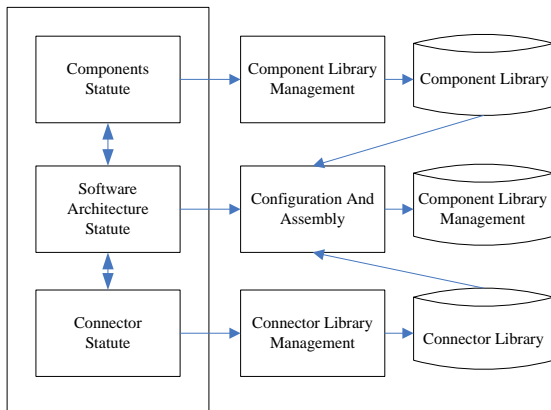 Components
Statute
Component Library
Management
Component Library
Software
Architecture
Statute
Configuration And
Assembly
Component Library
Management
Connector
Statute
Connector Library
Management
Connector Library